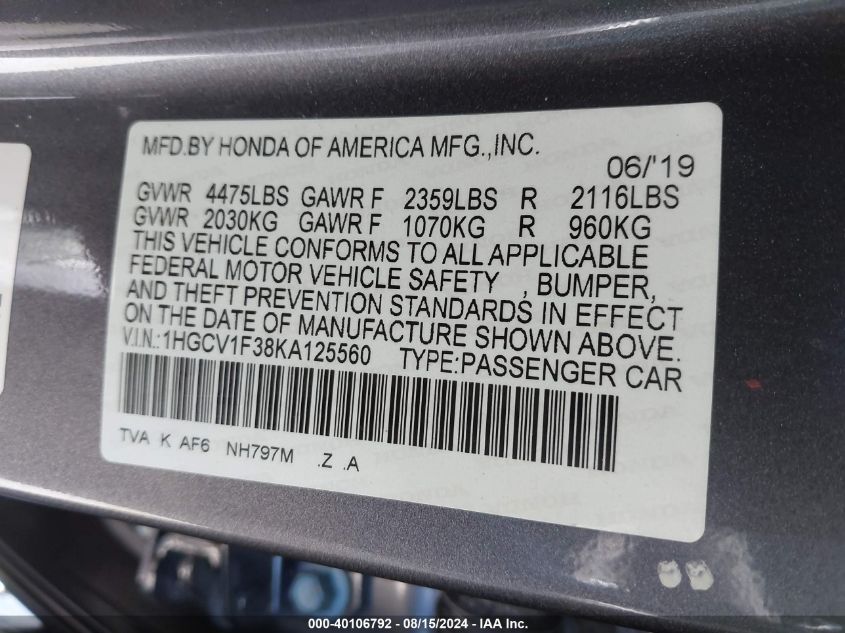 MFD.BY HONDA OF AMERICA MFG.,INC.
06/'19
GVWR 4475LBS GAWR F 2359LBS R 2116LBS
GVWR 2030KG GAWR F 1070KG R 960KG
THIS VEHICLE CONFORMS TO ALL APPLICABLE
FEDERAL MOTOR VEHICLE SAFETY , BUMPER,
AND THEFT PREVENTION STANDARDS IN EFFECT
ON THE DATE OF MANUFACTURE SHOWN ABOVE.
V.I.N.:1HGCV1F38KA125560 TYPE:PASSENGER CAR
TVA K AF6 NH797M .Z .A
000-40106792 - 08/15/2024 - IAA Inc.